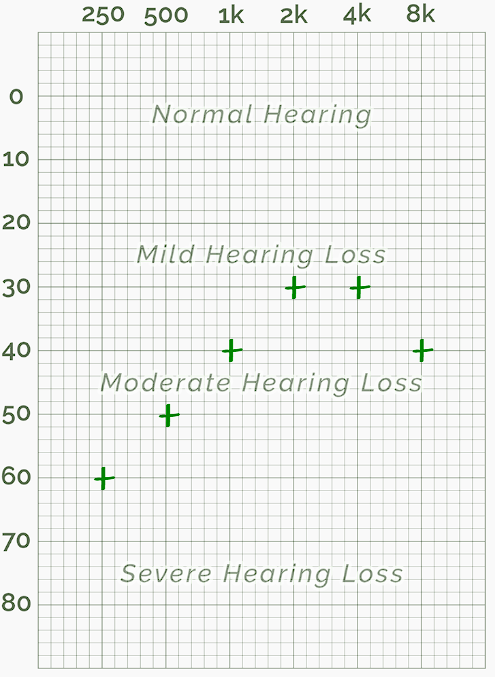 250 500 1k 2k 4k 8k
0
Normal Hearing
10
20
Mild Hearing Loss
30
40
Moderate Hearing Loss
50
60
70
Severe Hearing Loss
80